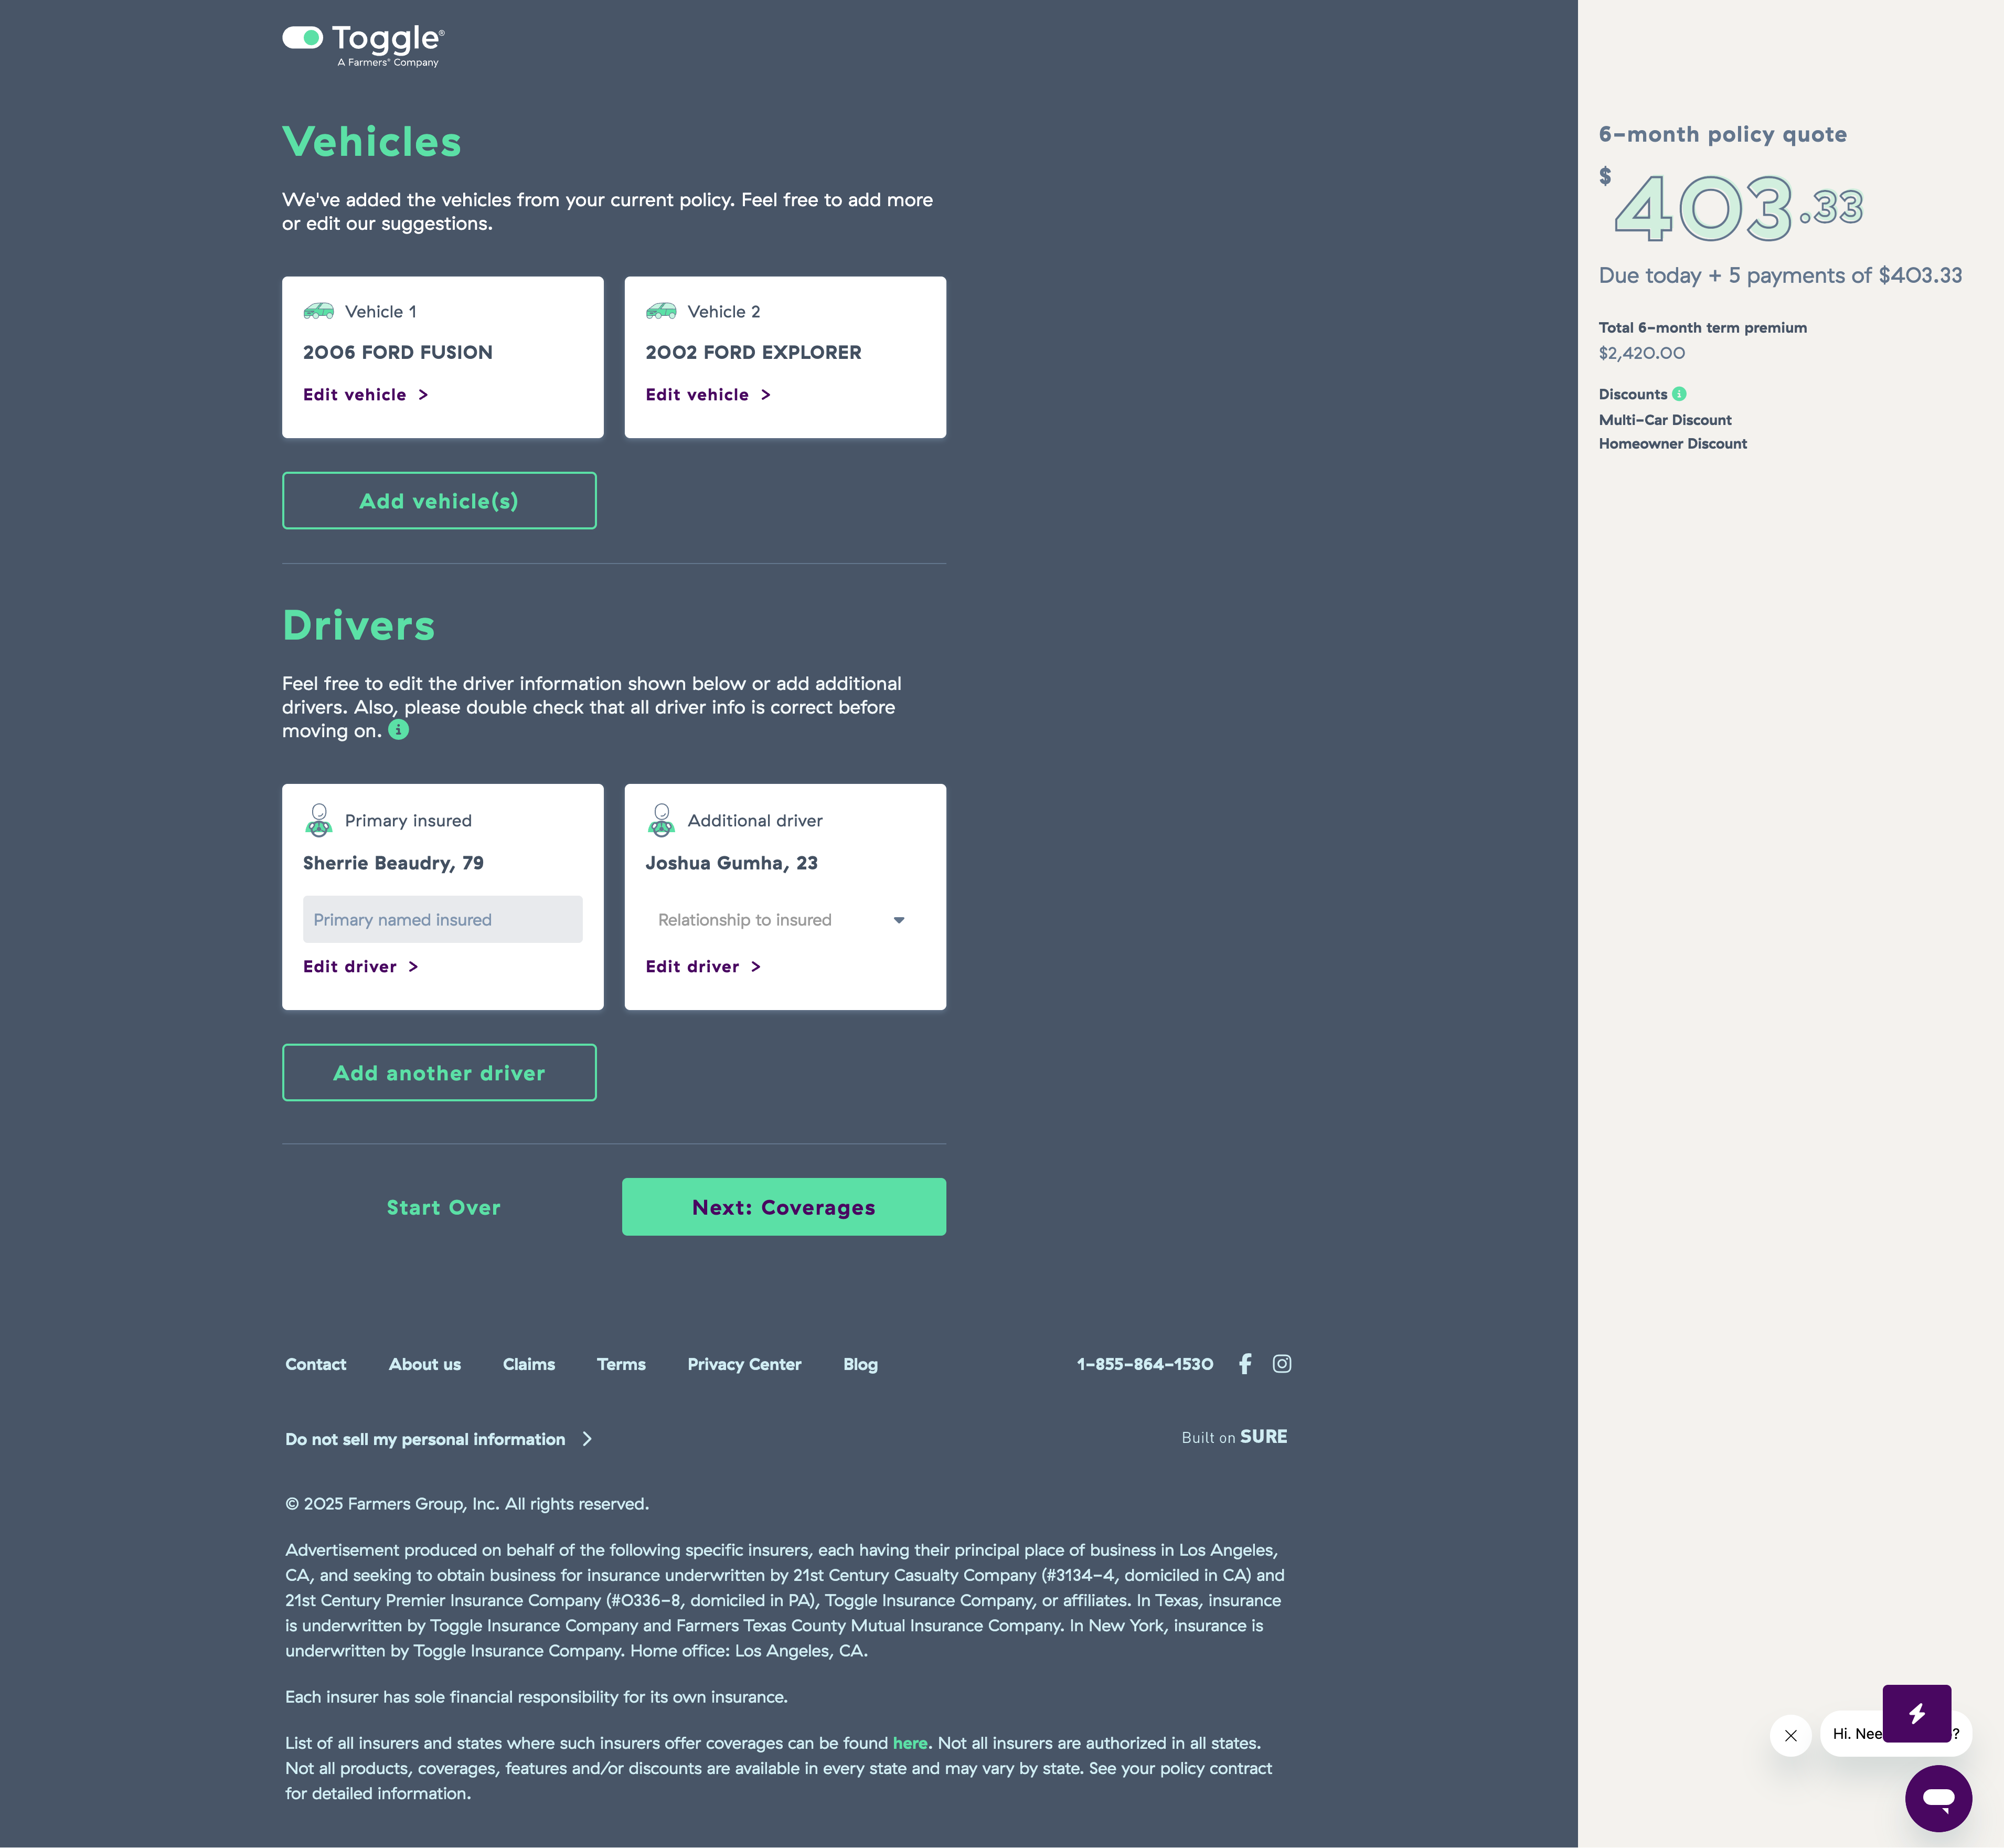 Toggle®
A Farmers® Company
Vehicles
We've added the vehicles from your current policy. Feel free to add more
or edit our suggestions.
Vehicle 1
2006 FORD FUSION
Edit vehicle >
Vehicle 2
2002 FORD EXPLORER
Edit vehicle >
Add vehicle(s)
Drivers
Feel free to edit the driver information shown below or add additional
drivers. Also, please double check that all driver info is correct before
moving on. i
Primary insured
Sherrie Beaudry, 79
Primary named insured
Edit driver >
Additional driver
Joshua Gumha, 23
Relationship to insured
Edit driver >
Add another driver
Start Over
Next: Coverages
6-month policy quote
$403.33
Due today + 5 payments of $403.33
Total 6-month term premium
$2,420.00
Discounts i
Multi-Car Discount
Homeowner Discount
Contact About us Claims Terms Privacy Center Blog 1-855-864-1530
Do not sell my personal information >
Built on SURE
© 2025 Farmers Group, Inc. All rights reserved.
Advertisement produced on behalf of the following specific insurers, each having their principal place of business in Los Angeles,
CA, and seeking to obtain business for insurance underwritten by 21st Century Casualty Company (#3134-4, domiciled in CA) and
21st Century Premier Insurance Company (#0336-8, domiciled in PA), Toggle Insurance Company, or affiliates. In Texas, insurance
is underwritten by Toggle Insurance Company and Farmers Texas County Mutual Insurance Company. In New York, insurance is
underwritten by Toggle Insurance Company. Home office: Los Angeles, CA.
Each insurer has sole financial responsibility for its own insurance.
List of all insurers and states where such insurers offer coverages can be found here. Not all insurers are authorized in all states.
Not all products, coverages, features and/or discounts are available in every state and may vary by state. See your policy contract
for detailed information.
Hi. ?